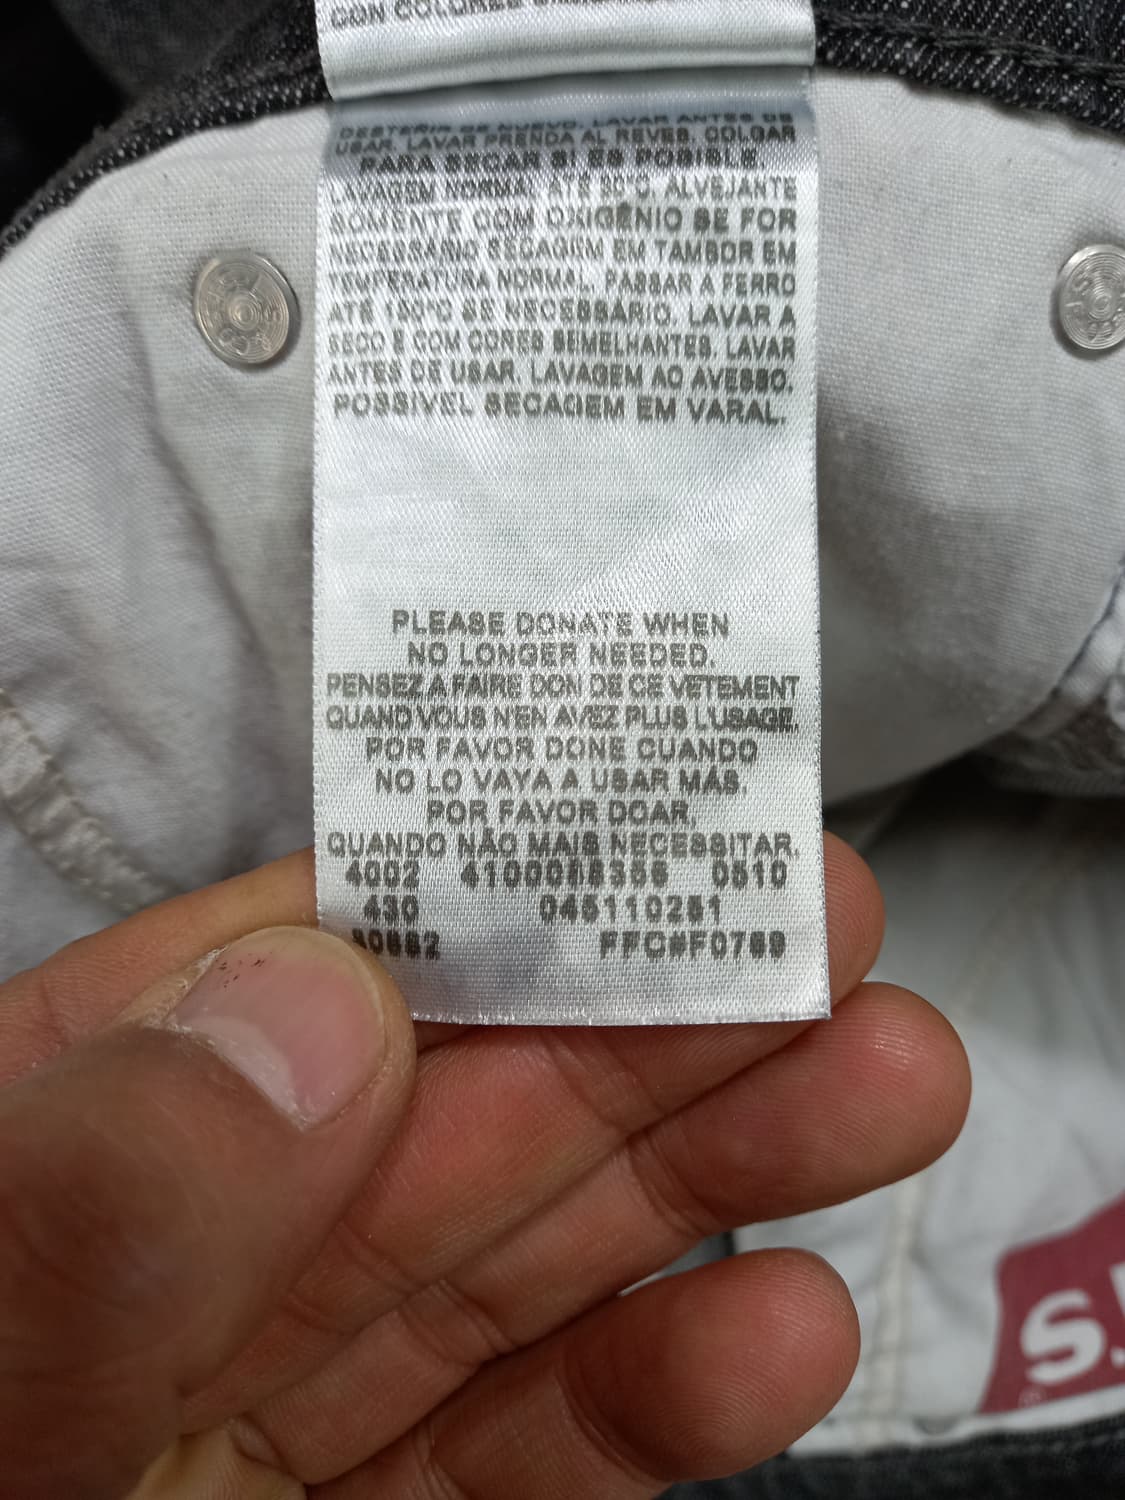 CON COLORES
DESTEÑIR DE NUEVO. LAVAR ANTES DE
USAR. LAVAR PRENDA AL REVES. COLGAR
PARA SECAR SI ES POSIBLE.
LAVAGEM NORMAL ATÉ 30°C. ALVEJANTE
SOMENTE COM OXIGÊNIO SE FOR
NECESSÁRIO SECAGEM EM TAMBOR EM
TEMPERATURA NORMAL. PASSAR A FERRO
ATÉ 150°C SE NECESSÁRIO. LAVAR A
SECO E COM CORES SEMELHANTES. LAVAR
ANTES DE USAR. LAVAGEM AO AVESSO.
POSSIVEL SECAGEM EM VARAL.
PLEASE DONATE WHEN
NO LONGER NEEDED.
PENSEZ A FAIRE DON DE CE VÊTEMENT
QUAND VOUS N'EN AVEZ PLUS L'USAGE.
POR FAVOR DONE CUANDO
NO LO VAYA A USAR MÁS.
POR FAVOR DOAR,
QUANDO NÃO MAIS NECESSITAR.
4002 0510
430 045110251
FFC#F0769